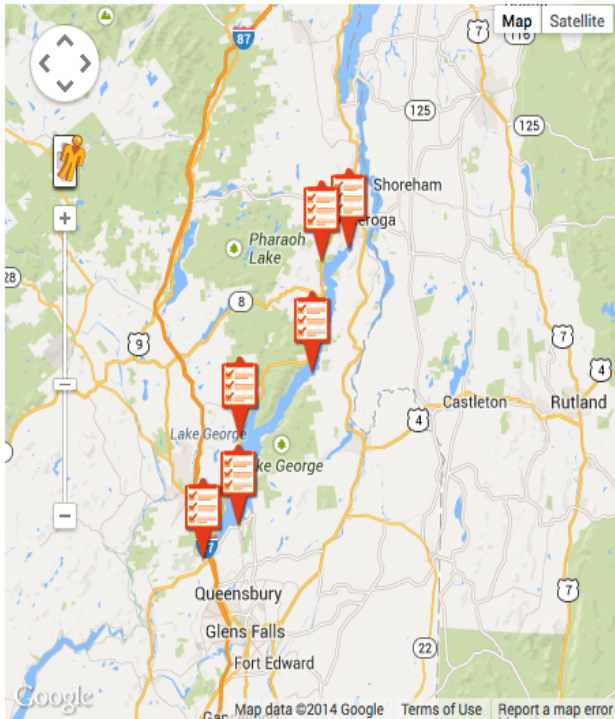 Map Satellite
87
7
116
125
125
Shoreham
eroga
Pharaoh
Lake
28
8
9
7
4
4
Castleton
Rutland
Lake George
ke George
7
Queensbury
7
Glens Falls
22
Fort Edward
Google
Map data ©2014 Google Terms of Use Report a map error